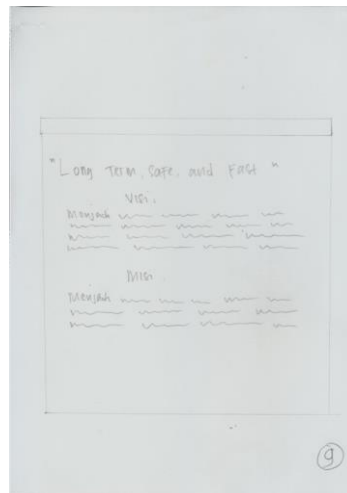 "Long Term, Safe, and Fast"
Visi.
Menjadi
Misi
Menjadi
9